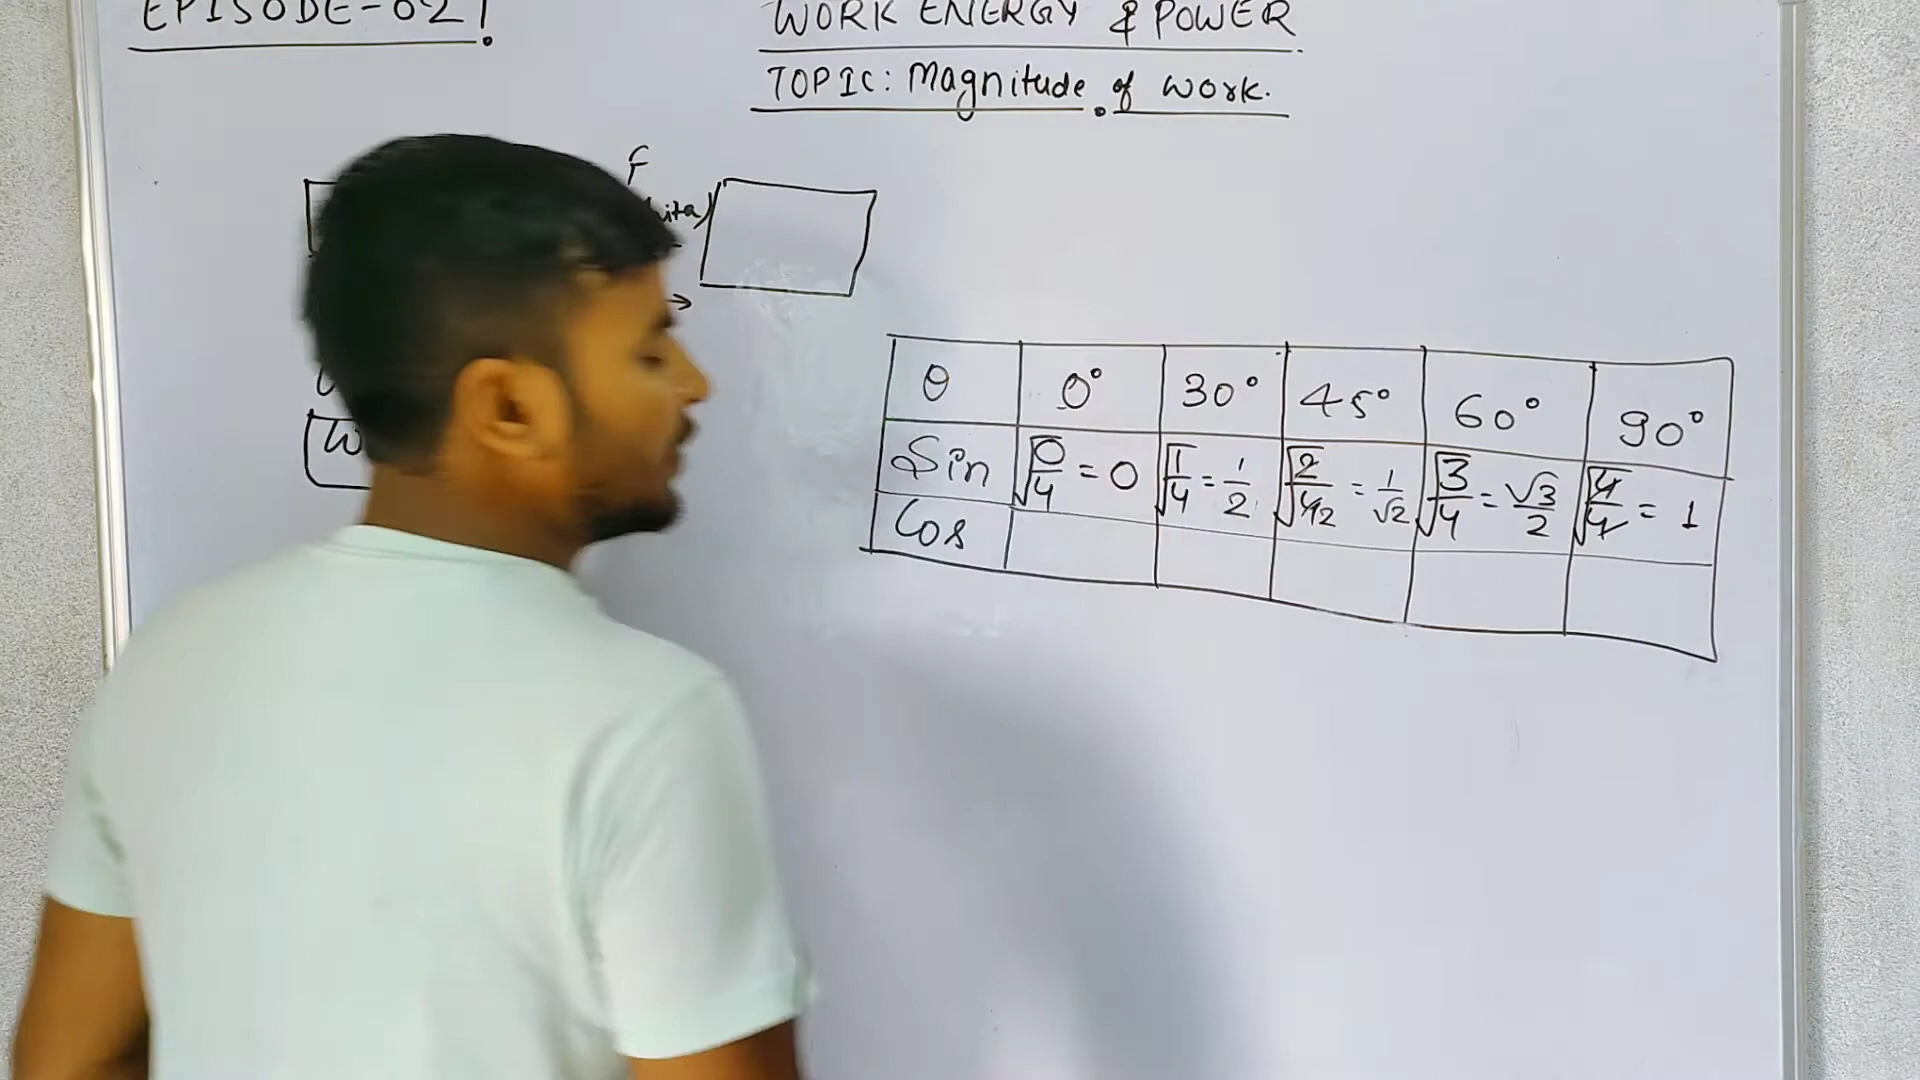 EPISODE-02!
WORK ENERGY & POWER
TOPIC: Magnitude of work.
F
θ 0° 30° 45° 60° 90°
Sin √0/4 = 0 √1/4 = 1/2 √2/42 = 1/√2 √3/4 = √3/2 √4/4 = 1
Cos
W